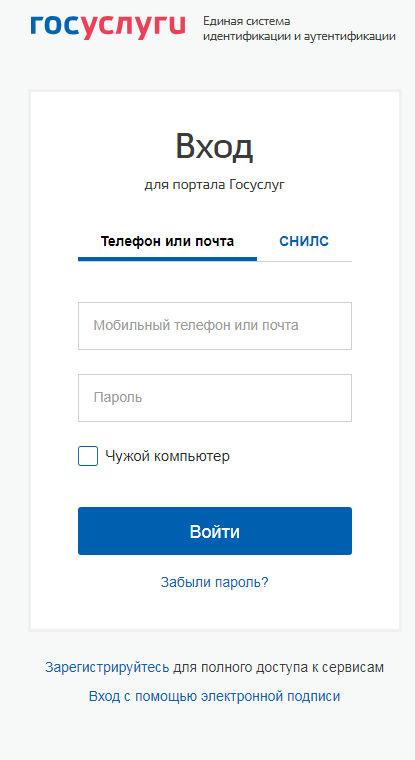 госуслуги
Единая система
идентификации и аутентификации
Вход
для портала Госуслуг
Телефон или почта СНИЛС
Мобильный телефон или почта
Пароль
Чужой компьютер
Войти
Забыли пароль?
Зарегистрируйтесь для полного доступа к сервисам
Вход с помощью электронной подписи